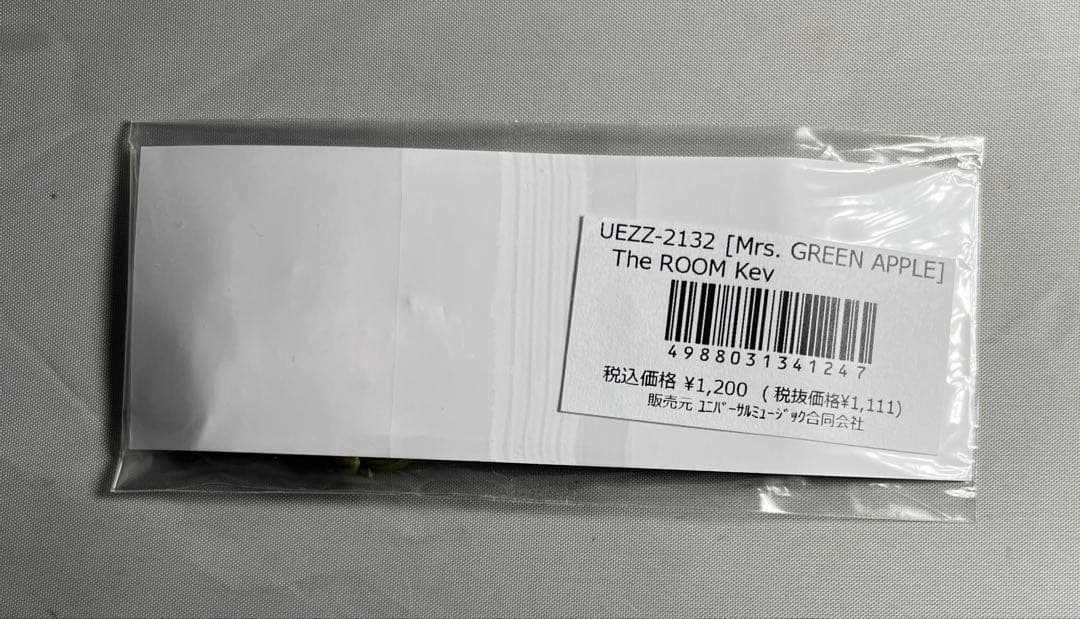 UEZZ-2132 [Mrs. GREEN APPLE]
The ROOM Key
4988031341247
税込価格 ¥1,200 (税抜価格¥1,111)
販売元 ﾕﾆﾊﾞｰｻﾙﾐｭｰｼﾞｯｸ合同会社